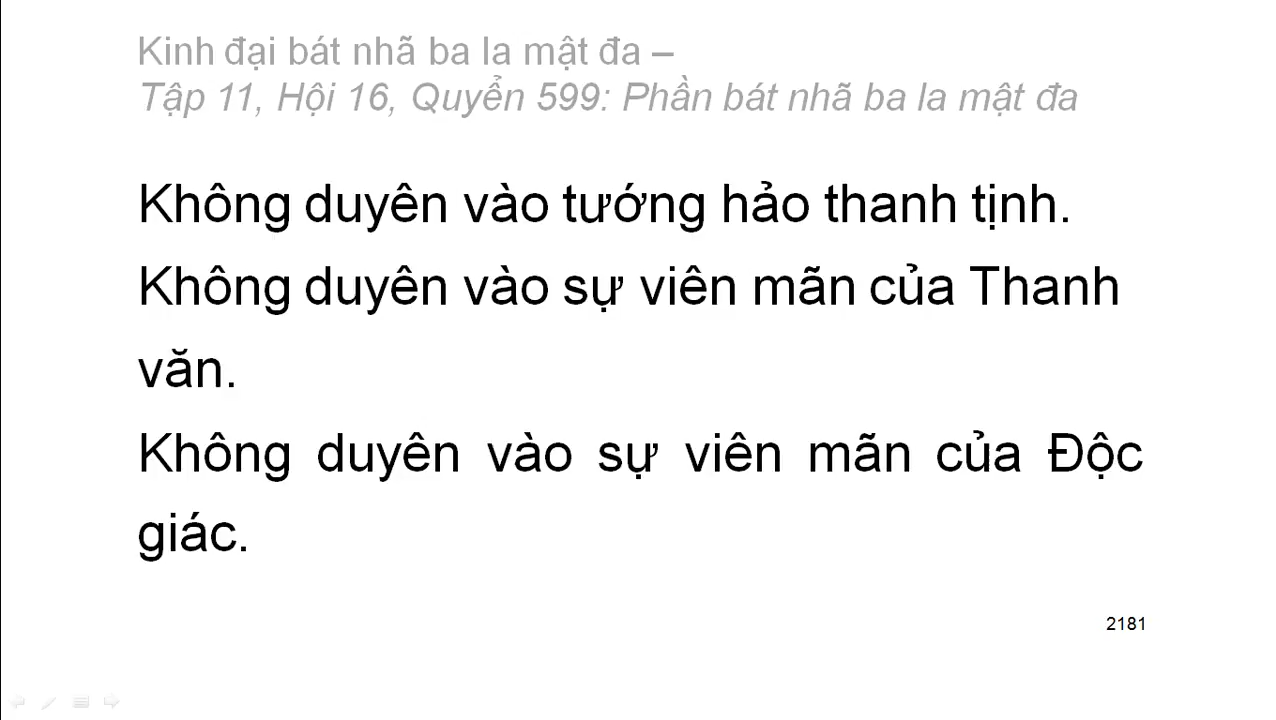 Kinh đại bát nhã ba la mật đa –
Tập 11, Hội 16, Quyển 599: Phần bát nhã ba la mật đa
Không duyên vào tướng hảo thanh tịnh.
Không duyên vào sự viên mãn của Thanh
văn.
Không duyên vào sự viên mãn của Độc
giác.
2181